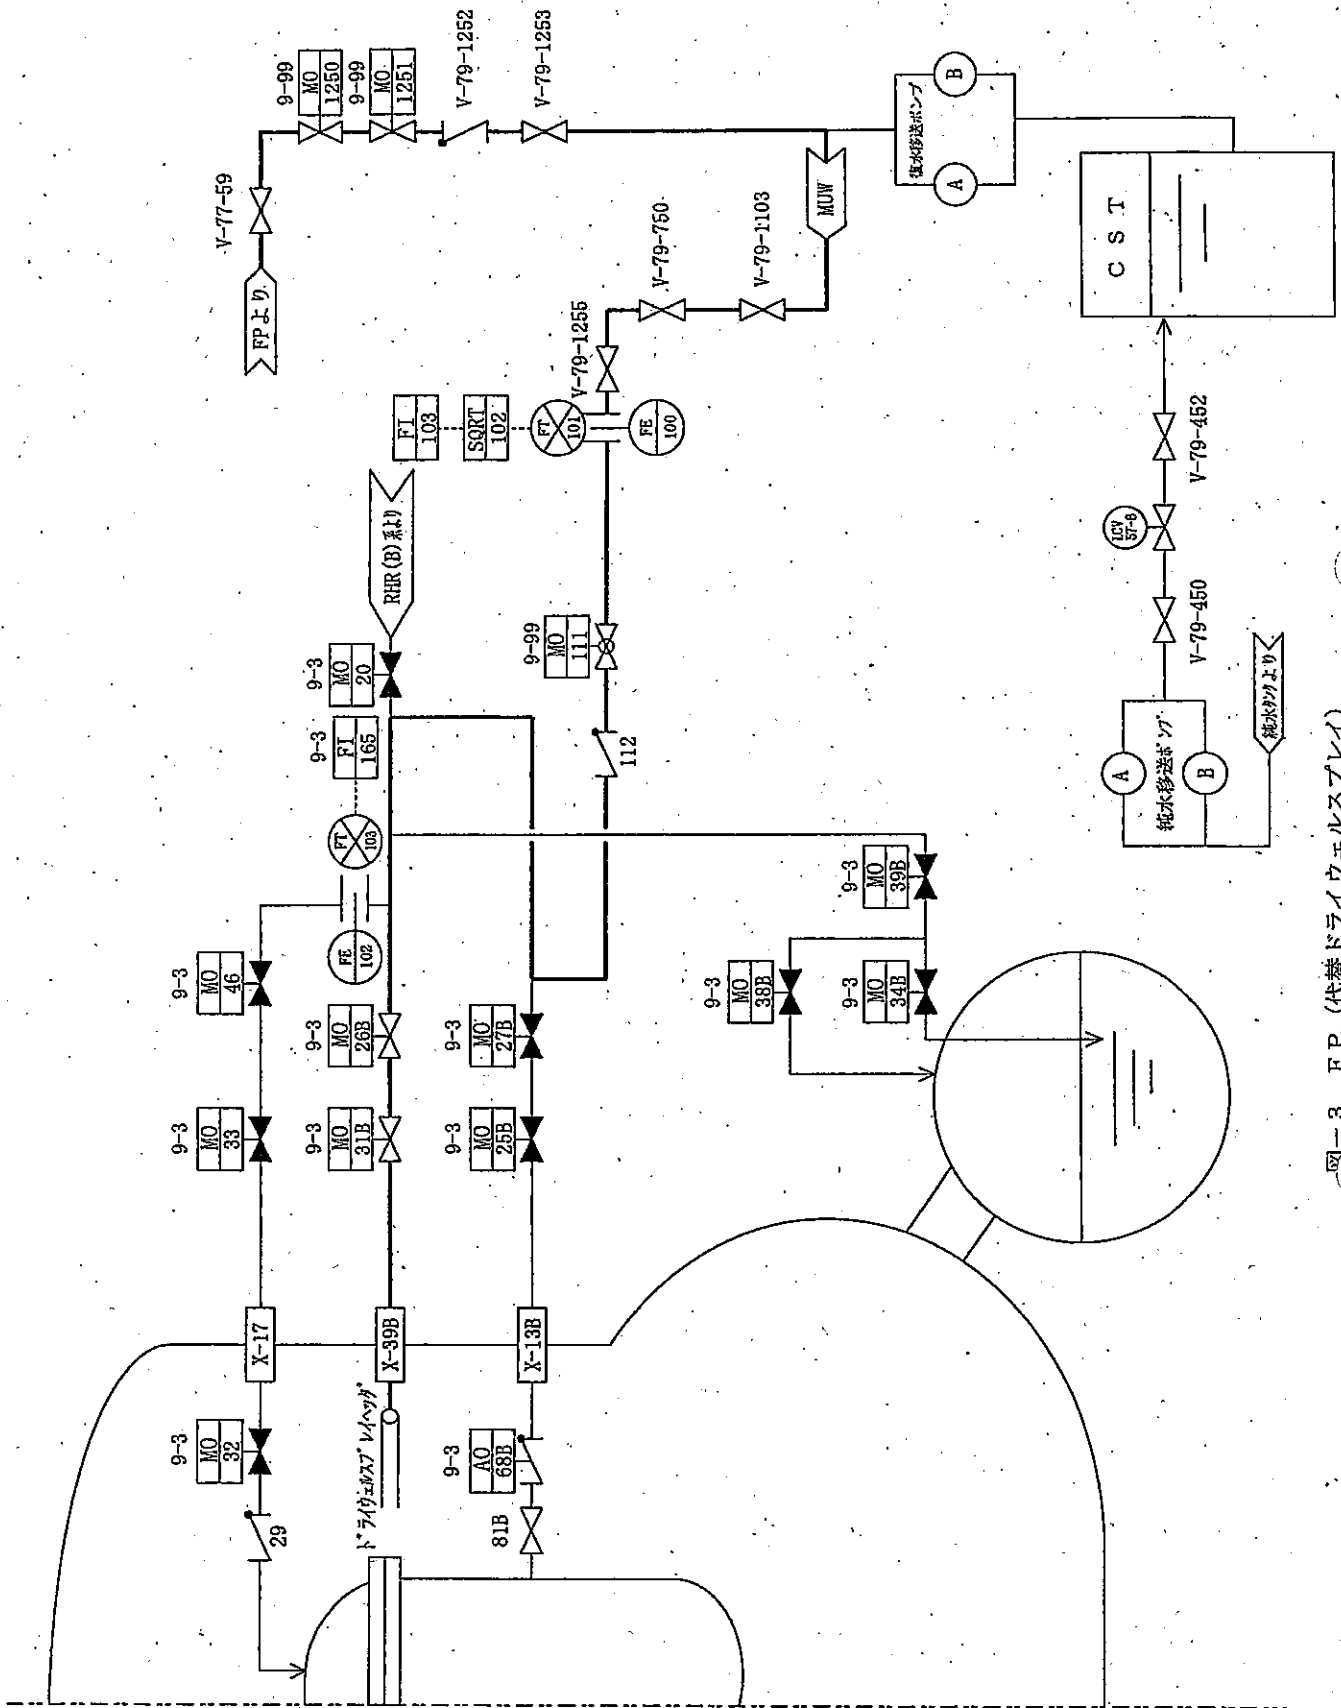 9-99
MO
1250
9-99
MO
1251
V-79-1252
V-79-1253
V-77-59
FPより
B
復水移送ポンプ
A
MUW
V-79-750
V-79-1103
V-79-1255
CST
FI
103
SQRT
102
FT
101
FE
100
RHR(B)系より
V-79-452
LCV
57-8
V-79-450
9-99
MO
111
9-3
MO
20
9-3
FI
165
112
A
純水移送ポンプ
B
純水タンクより
FT
103
FE
102
9-3
MO
39B
9-3
MO
46
9-3
MO
26B
9-3
MO
27B
9-3
MO
38B
9-3
MO
34B
9-3
MO
33
9-3
MO
31B
9-3
MO
25B
X-17
X-39B
X-13B
9-3
MO
32
ドライウェルスプレイヘッダ
9-3
AO
68B
29
81B
図-3 FP(代替ドライウェルスプレイ)